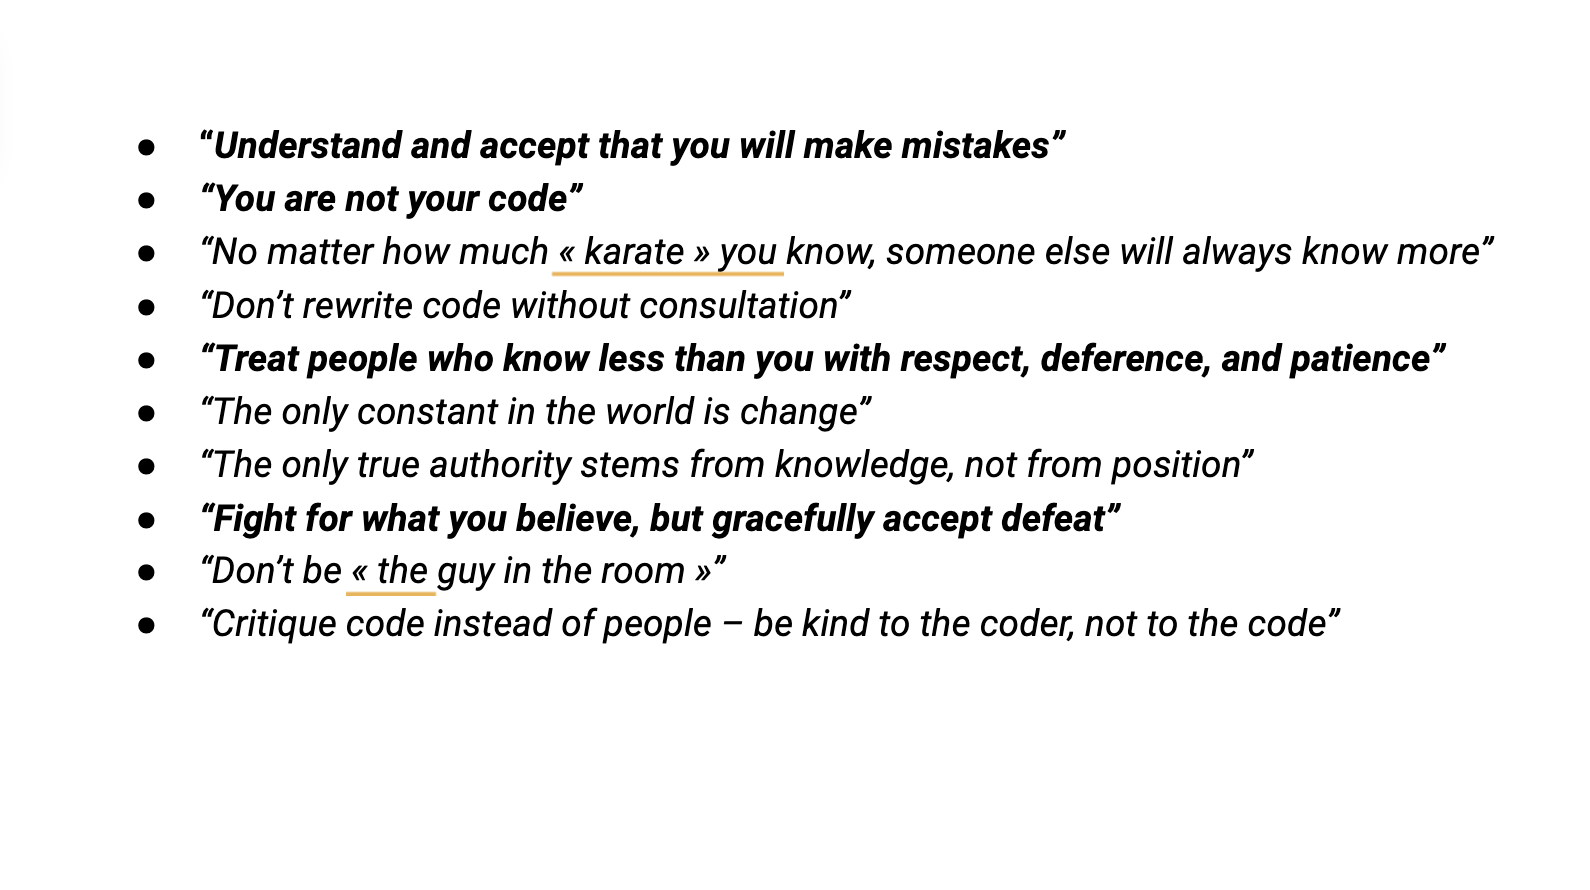 ● “Understand and accept that you will make mistakes”
● “You are not your code”
● “No matter how much « karate » you know, someone else will always know more”
● “Don’t rewrite code without consultation”
● “Treat people who know less than you with respect, deference, and patience”
● “The only constant in the world is change”
● “The only true authority stems from knowledge, not from position”
● “Fight for what you believe, but gracefully accept defeat”
● “Don’t be « the guy in the room »”
● “Critique code instead of people – be kind to the coder, not to the code”